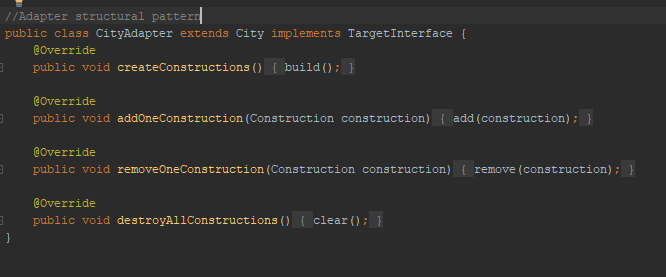 //Adapter structural pattern
public class CityAdapter extends City implements TargetInterface {
    @Override
    public void createConstructions() { build(); }

    @Override
    public void addOneConstruction(Construction construction) { add(construction); }

    @Override
    public void removeOneConstruction(Construction construction) { remove(construction); }

    @Override
    public void destroyAllConstructions() { clear(); }
}